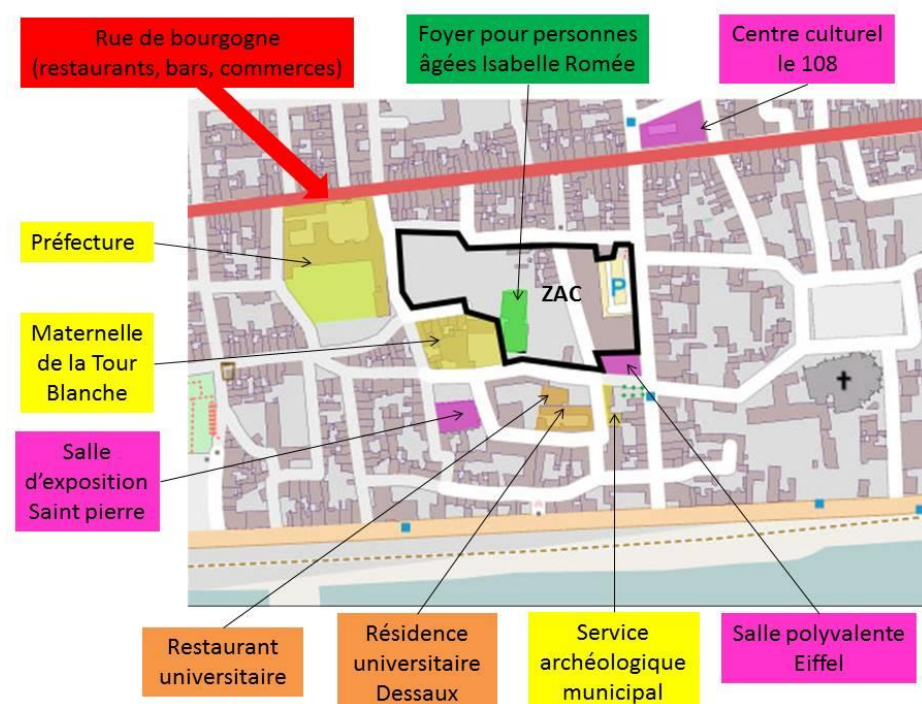 Rue de bourgogne
(restaurants, bars, commerces)
Foyer pour personnes
âgées Isabelle Romée
Centre culturel
le 108
Préfecture
ZAC
P
Maternelle
de la Tour
Blanche
Salle
d'exposition
Saint pierre
Restaurant
universitaire
Résidence
universitaire
Dessaux
Service
archéologique
municipal
Salle polyvalente
Eiffel